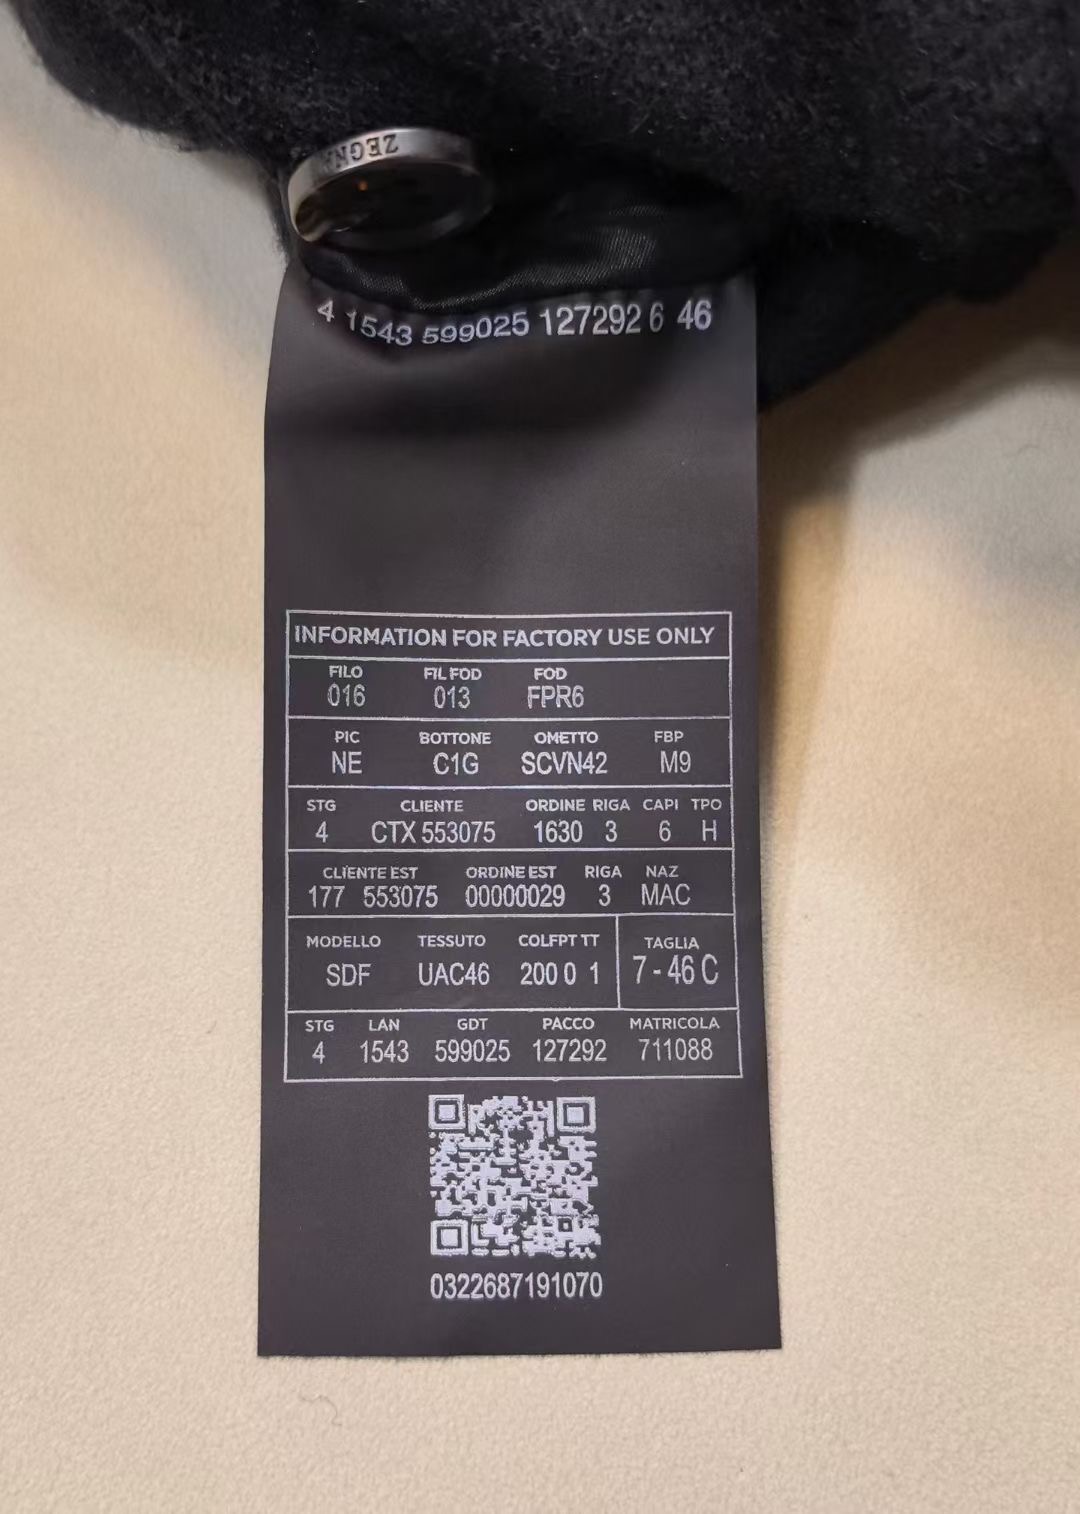 ZEGNA
4 1543 599025 127292 6 46
INFORMATION FOR FACTORY USE ONLY
FILO FIL FOD FOD
016 013 FPR6
PIC BOTTONE OMETTO FBP
NE C1G SCVN42 M9
STG CLIENTE ORDINE RIGA CAPI TPO
4 CTX 553075 1630 3 6 H
CLIENTE EST ORDINE EST RIGA NAZ
177 553075 00000029 3 MAC
MODELLO TESSUTO COLFPT TT TAGLIA
SDF UAC46 200 0 1 7 - 46 C
STG LAN GDT PACCO MATRICOLA
4 1543 599025 127292 711088
0322687191070